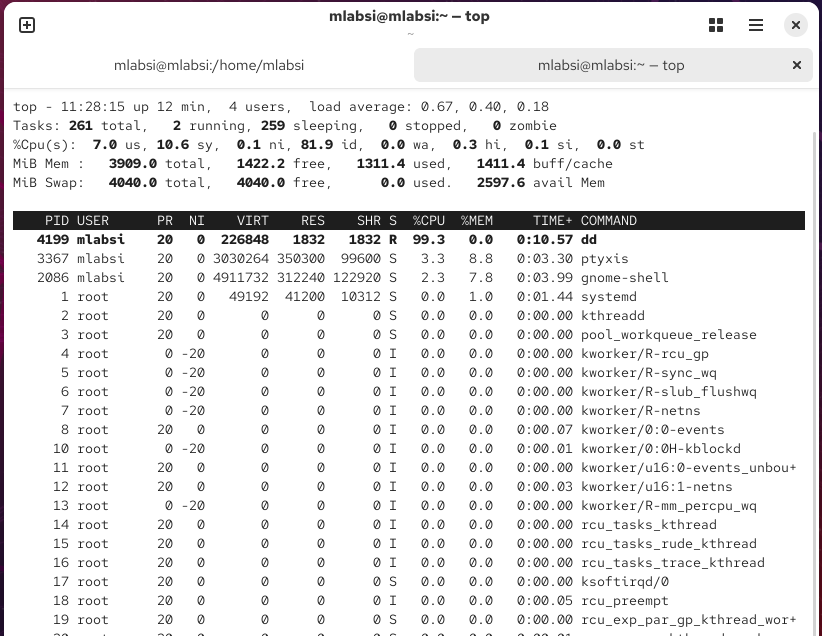 mlabsi@mlabsi:~ — top
~
mlabsi@mlabsi:/home/mlabsi
mlabsi@mlabsi:~ — top
top - 11:28:15 up 12 min,  4 users,  load average: 0.67, 0.40, 0.18
Tasks: 261 total,   2 running, 259 sleeping,   0 stopped,   0 zombie
%Cpu(s):  7.0 us, 10.6 sy,  0.1 ni, 81.9 id,  0.0 wa,  0.3 hi,  0.1 si,  0.0 st
MiB Mem :   3909.0 total,   1422.2 free,   1311.4 used,   1411.4 buff/cache
MiB Swap:   4040.0 total,   4040.0 free,      0.0 used.   2597.6 avail Mem
    PID USER      PR  NI    VIRT    RES    SHR S  %CPU  %MEM     TIME+ COMMAND
   4199 mlabsi    20   0  226848   1832   1832 R  99.3   0.0   0:10.57 dd
   3367 mlabsi    20   0 3030264 350300  99600 S   3.3   8.8   0:03.30 ptyxis
   2086 mlabsi    20   0 4911732 312240 122920 S   2.3   7.8   0:03.99 gnome-shell
      1 root      20   0   49192  41200  10312 S   0.0   1.0   0:01.44 systemd
      2 root      20   0       0      0      0 S   0.0   0.0   0:00.00 kthreadd
      3 root      20   0       0      0      0 S   0.0   0.0   0:00.00 pool_workqueue_release
      4 root       0 -20       0      0      0 I   0.0   0.0   0:00.00 kworker/R-rcu_gp
      5 root       0 -20       0      0      0 I   0.0   0.0   0:00.00 kworker/R-sync_wq
      6 root       0 -20       0      0      0 I   0.0   0.0   0:00.00 kworker/R-slub_flushwq
      7 root       0 -20       0      0      0 I   0.0   0.0   0:00.00 kworker/R-netns
      8 root      20   0       0      0      0 I   0.0   0.0   0:00.07 kworker/0:0-events
     10 root       0 -20       0      0      0 I   0.0   0.0   0:00.01 kworker/0:0H-kblockd
     11 root      20   0       0      0      0 I   0.0   0.0   0:00.00 kworker/u16:0-events_unbou+
     12 root      20   0       0      0      0 I   0.0   0.0   0:00.03 kworker/u16:1-netns
     13 root       0 -20       0      0      0 I   0.0   0.0   0:00.00 kworker/R-mm_percpu_wq
     14 root      20   0       0      0      0 I   0.0   0.0   0:00.00 rcu_tasks_kthread
     15 root      20   0       0      0      0 I   0.0   0.0   0:00.00 rcu_tasks_rude_kthread
     16 root      20   0       0      0      0 I   0.0   0.0   0:00.00 rcu_tasks_trace_kthread
     17 root      20   0       0      0      0 S   0.0   0.0   0:00.00 ksoftirqd/0
     18 root      20   0       0      0      0 I   0.0   0.0   0:00.05 rcu_preempt
     19 root      20   0       0      0      0 S   0.0   0.0   0:00.00 rcu_exp_par_gp_kthread_wor+